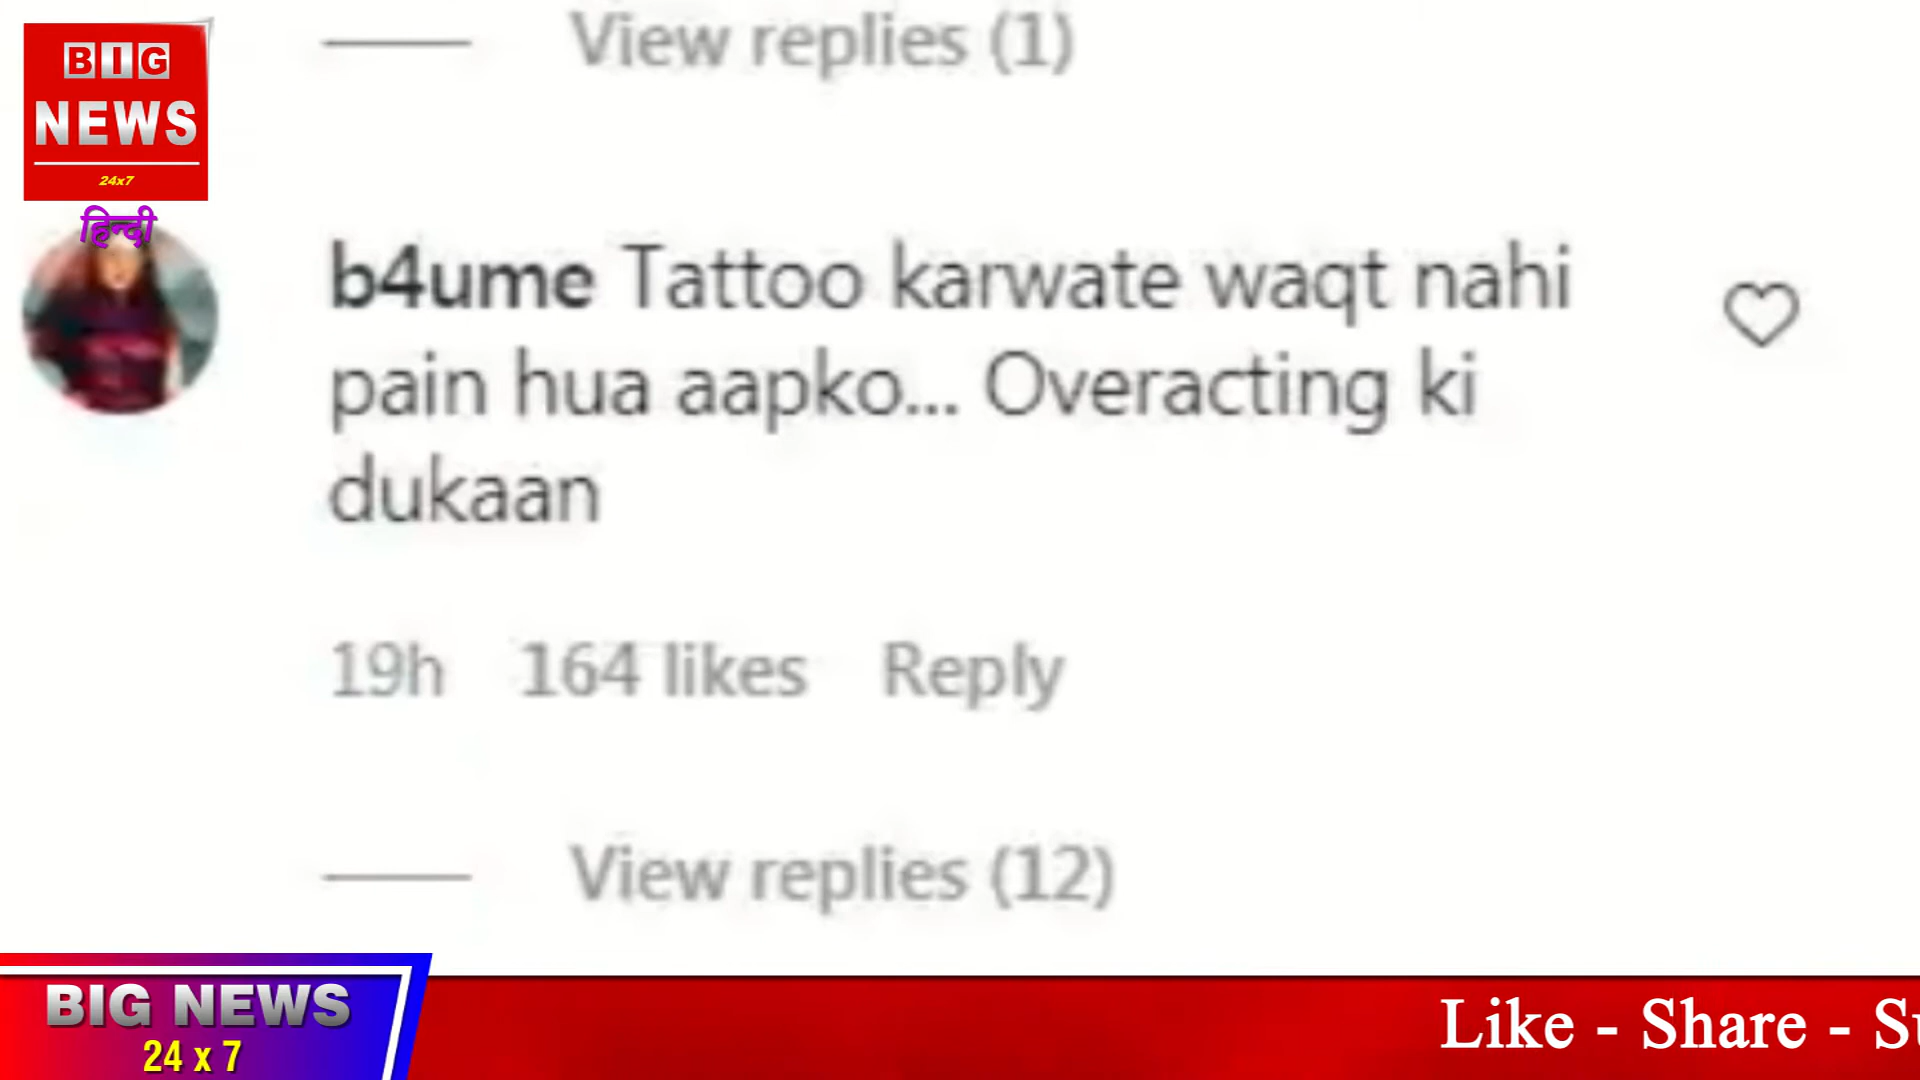 View replies (1)
BIG
NEWS
24x7
हिन्दी
b4ume Tattoo karwate waqt nahi
pain hua aapko... Overacting ki
dukaan
19h 164 likes Reply
View replies (12)
BIG NEWS
24 x 7
Like - Share - Su